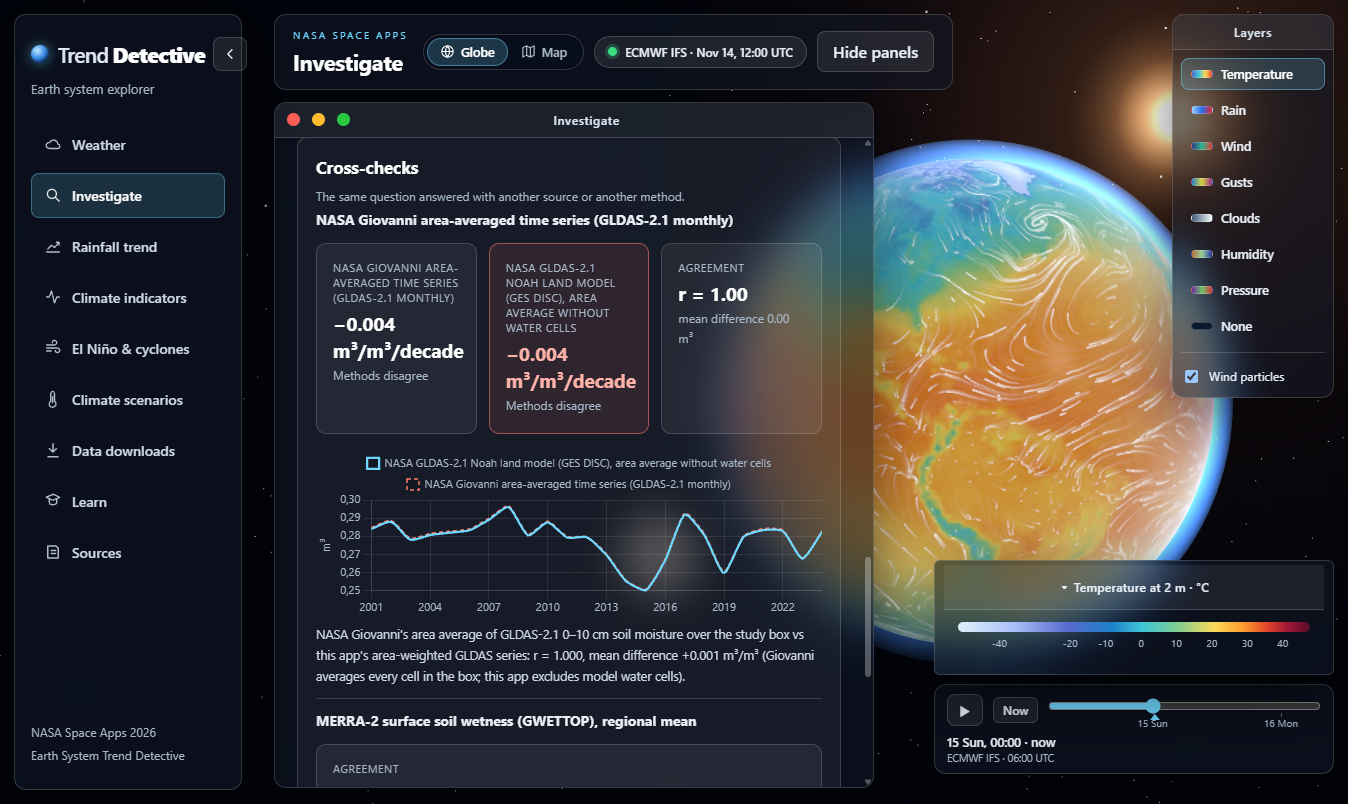 Trend Detective
Earth system explorer
Weather
Investigate
Rainfall trend
Climate indicators
El Niño & cyclones
Climate scenarios
Data downloads
Learn
Sources
NASA Space Apps 2026
Earth System Trend Detective
NASA SPACE APPS
Investigate
Globe
Map
ECMWF IFS · Nov 14, 12:00 UTC
Hide panels
Investigate
Cross-checks
The same question answered with another source or another method.
NASA Giovanni area-averaged time series (GLDAS-2.1 monthly)
NASA GIOVANNI AREA-
AVERAGED TIME SERIES
(GLDAS-2.1 MONTHLY)
−0.004
m³/m³/decade
Methods disagree
NASA GLDAS-2.1
NOAH LAND MODEL
(GES DISC), AREA
AVERAGE WITHOUT
WATER CELLS
−0.004
m³/m³/decade
Methods disagree
AGREEMENT
r = 1.00
mean difference 0.00
m³
NASA GLDAS-2.1 Noah land model (GES DISC), area average without water cells
NASA Giovanni area-averaged time series (GLDAS-2.1 monthly)
m³
0,30
0,29
0,28
0,27
0,26
0,25
2001 2004 2007 2010 2013 2016 2019 2022
NASA Giovanni's area average of GLDAS-2.1 0–10 cm soil moisture over the study box vs
this app's area-weighted GLDAS series: r = 1.000, mean difference +0.001 m³/m³ (Giovanni
averages every cell in the box; this app excludes model water cells).
MERRA-2 surface soil wetness (GWETTOP), regional mean
AGREEMENT
Layers
Temperature
Rain
Wind
Gusts
Clouds
Humidity
Pressure
None
Wind particles
Temperature at 2 m · °C
-40 -20 -10 0 10 20 30 40
Now
15 Sun 16 Mon
15 Sun, 00:00 · now
ECMWF IFS · 06:00 UTC